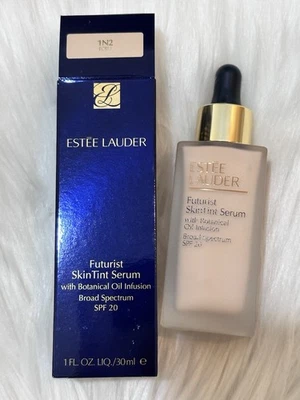 1N2
ECRU
ESTĒE LAUDER
Futurist
SkinTint Serum
with Botanical Oil Infusion
Broad Spectrum
SPF 20
1 FL. OZ. LIQ./30ml e
ESTĒE
LAUDER
Futurist
SkinTint Serum
with Botanical
Oil Infusion
Broad Spectrum
SPF 20